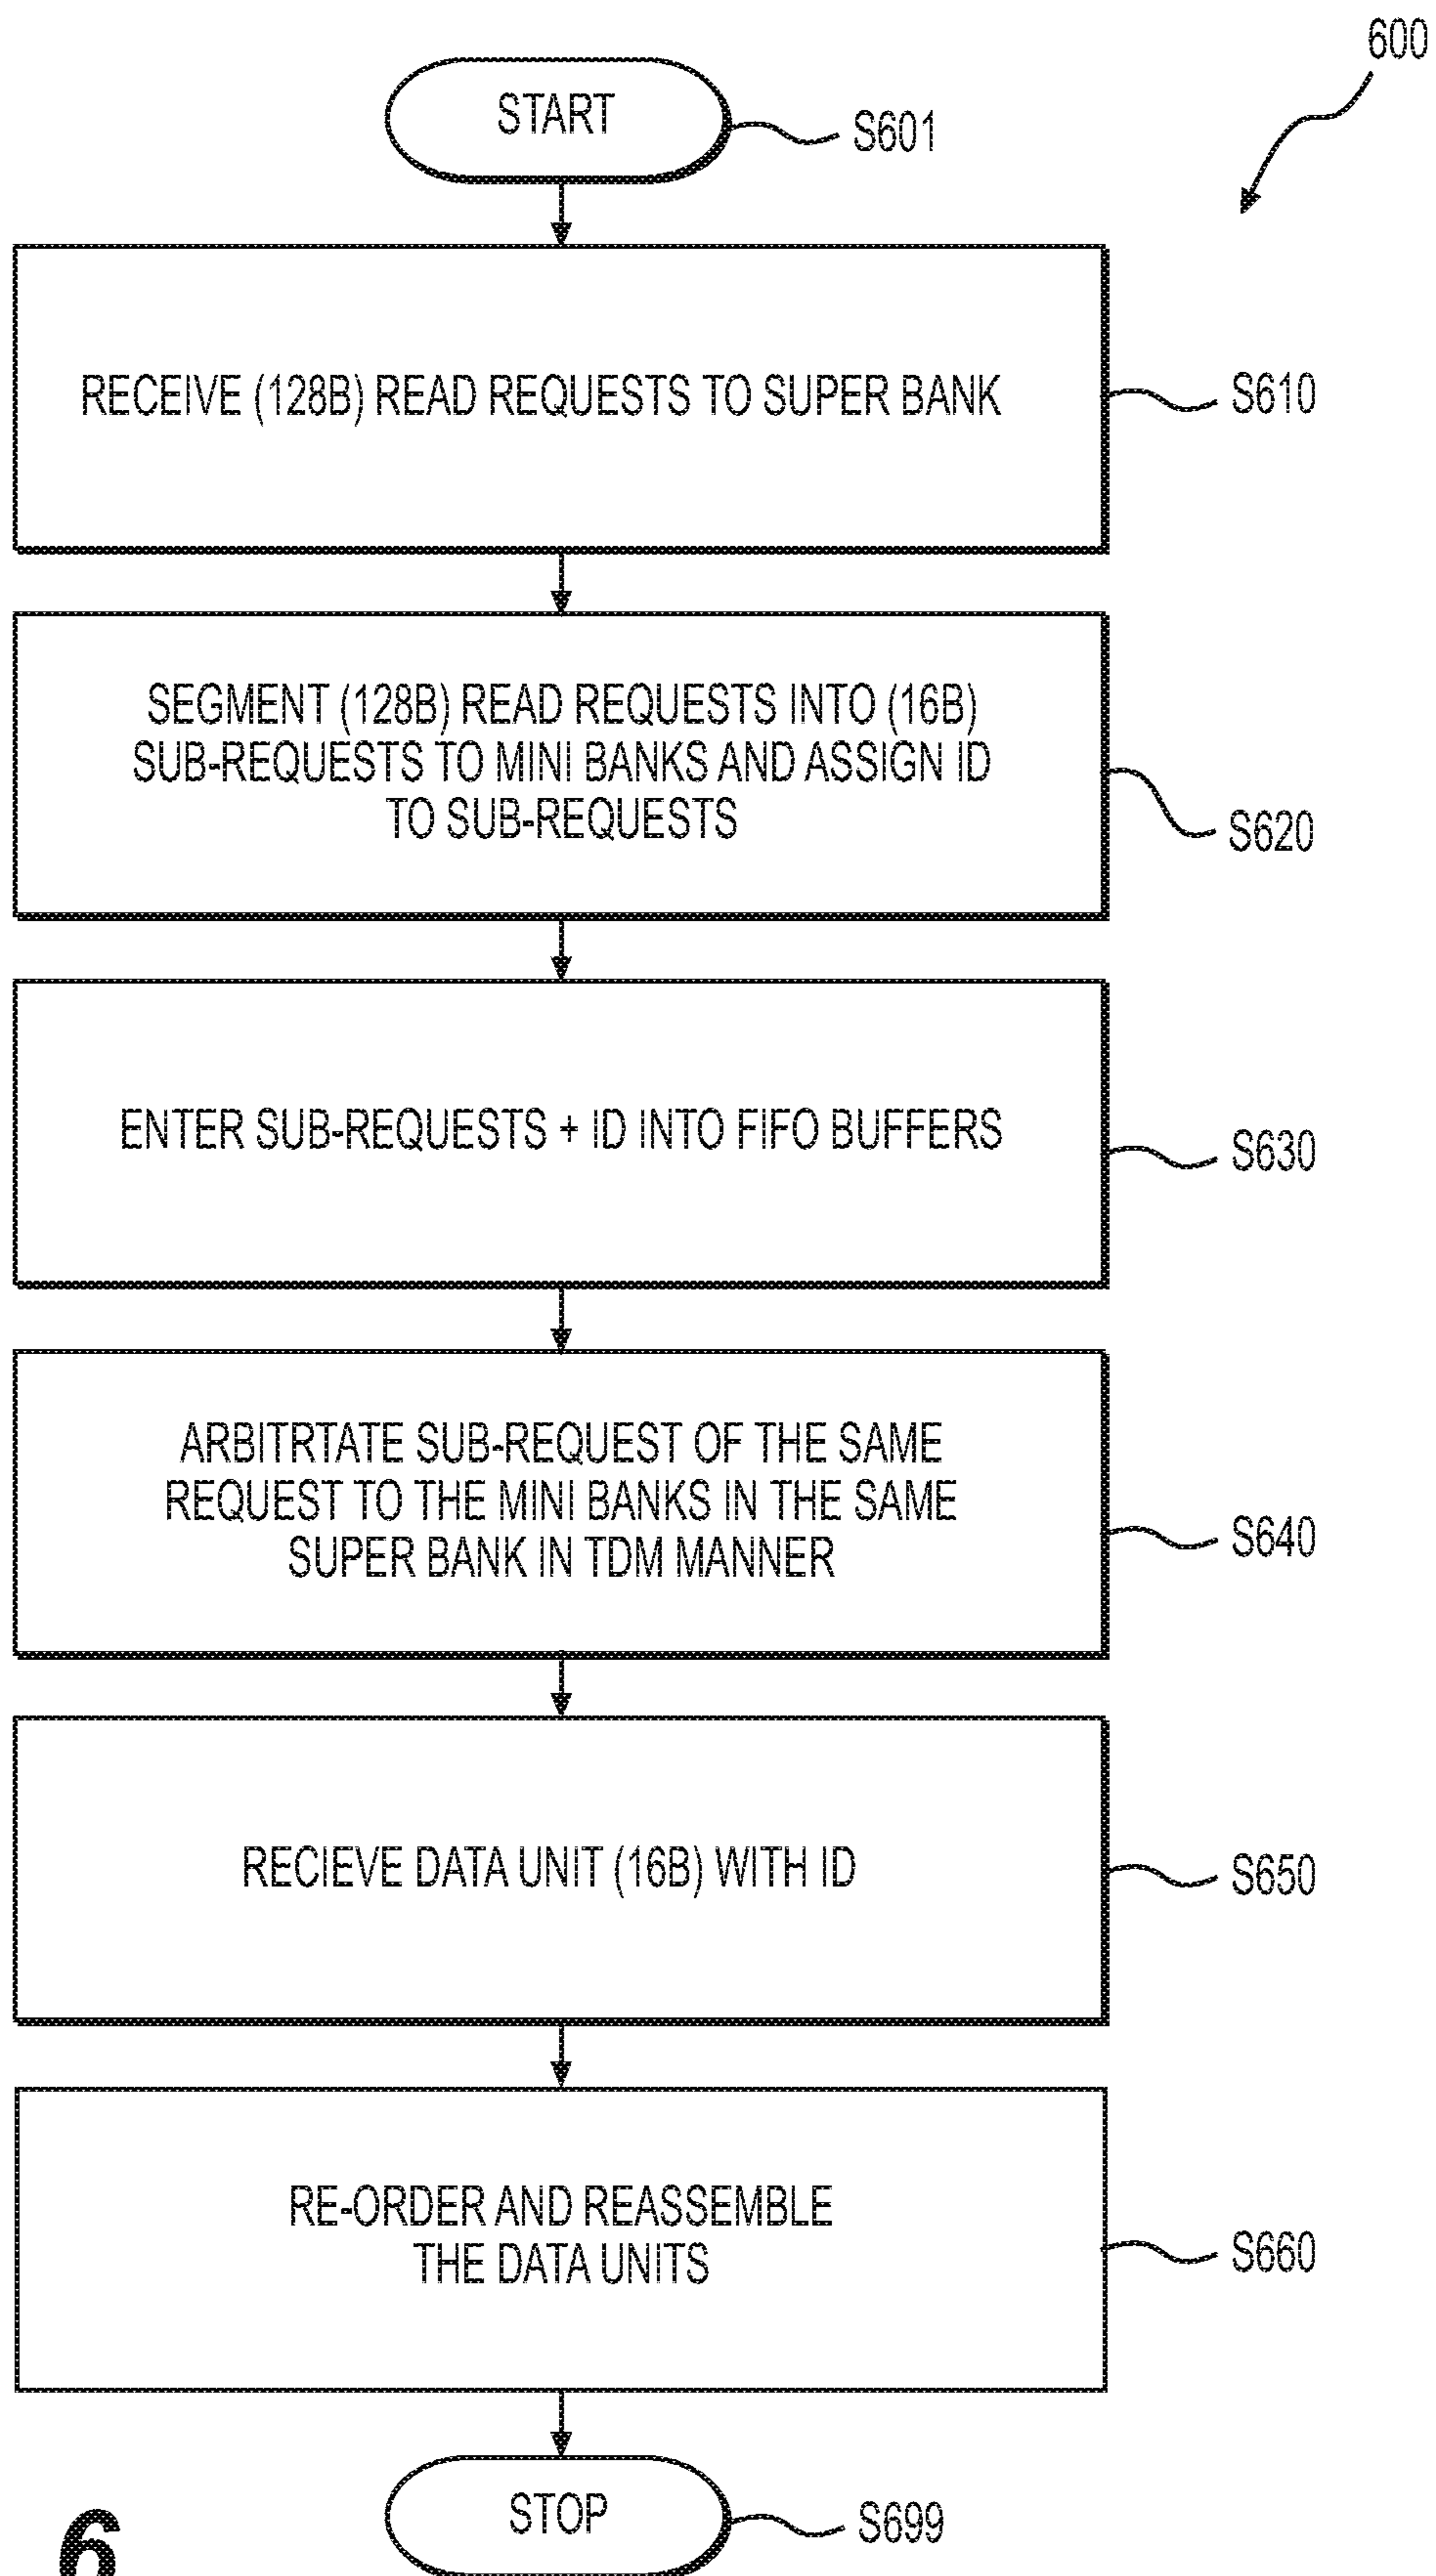 600
START
S601
RECEIVE (128B) READ REQUESTS TO SUPER BANK
S610
SEGMENT (128B) READ REQUESTS INTO (16B)
SUB-REQUESTS TO MINI BANKS AND ASSIGN ID
TO SUB-REQUESTS
S620
ENTER SUB-REQUESTS + ID INTO FIFO BUFFERS
S630
ARBITRTATE SUB-REQUEST OF THE SAME
REQUEST TO THE MINI BANKS IN THE SAME
SUPER BANK IN TDM MANNER
S640
RECIEVE DATA UNIT (16B) WITH ID
S650
RE-ORDER AND REASSEMBLE
THE DATA UNITS
S660
STOP
S699
6